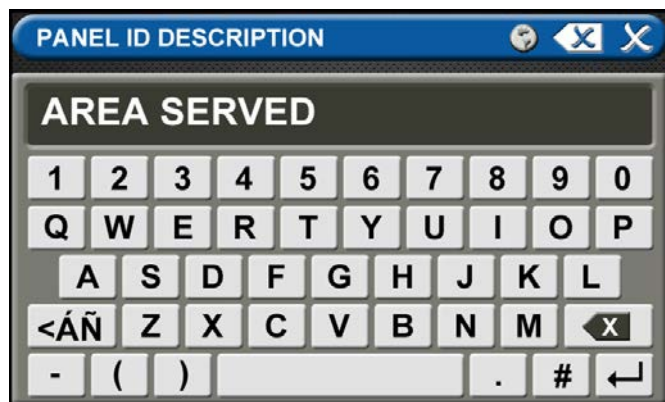 PANEL ID DESCRIPTION
AREA SERVED
1 2 3 4 5 6 7 8 9 0
Q W E R T Y U I O P
A S D F G H J K L
<ÁÑ Z X C V B N M X
- ( ) . #